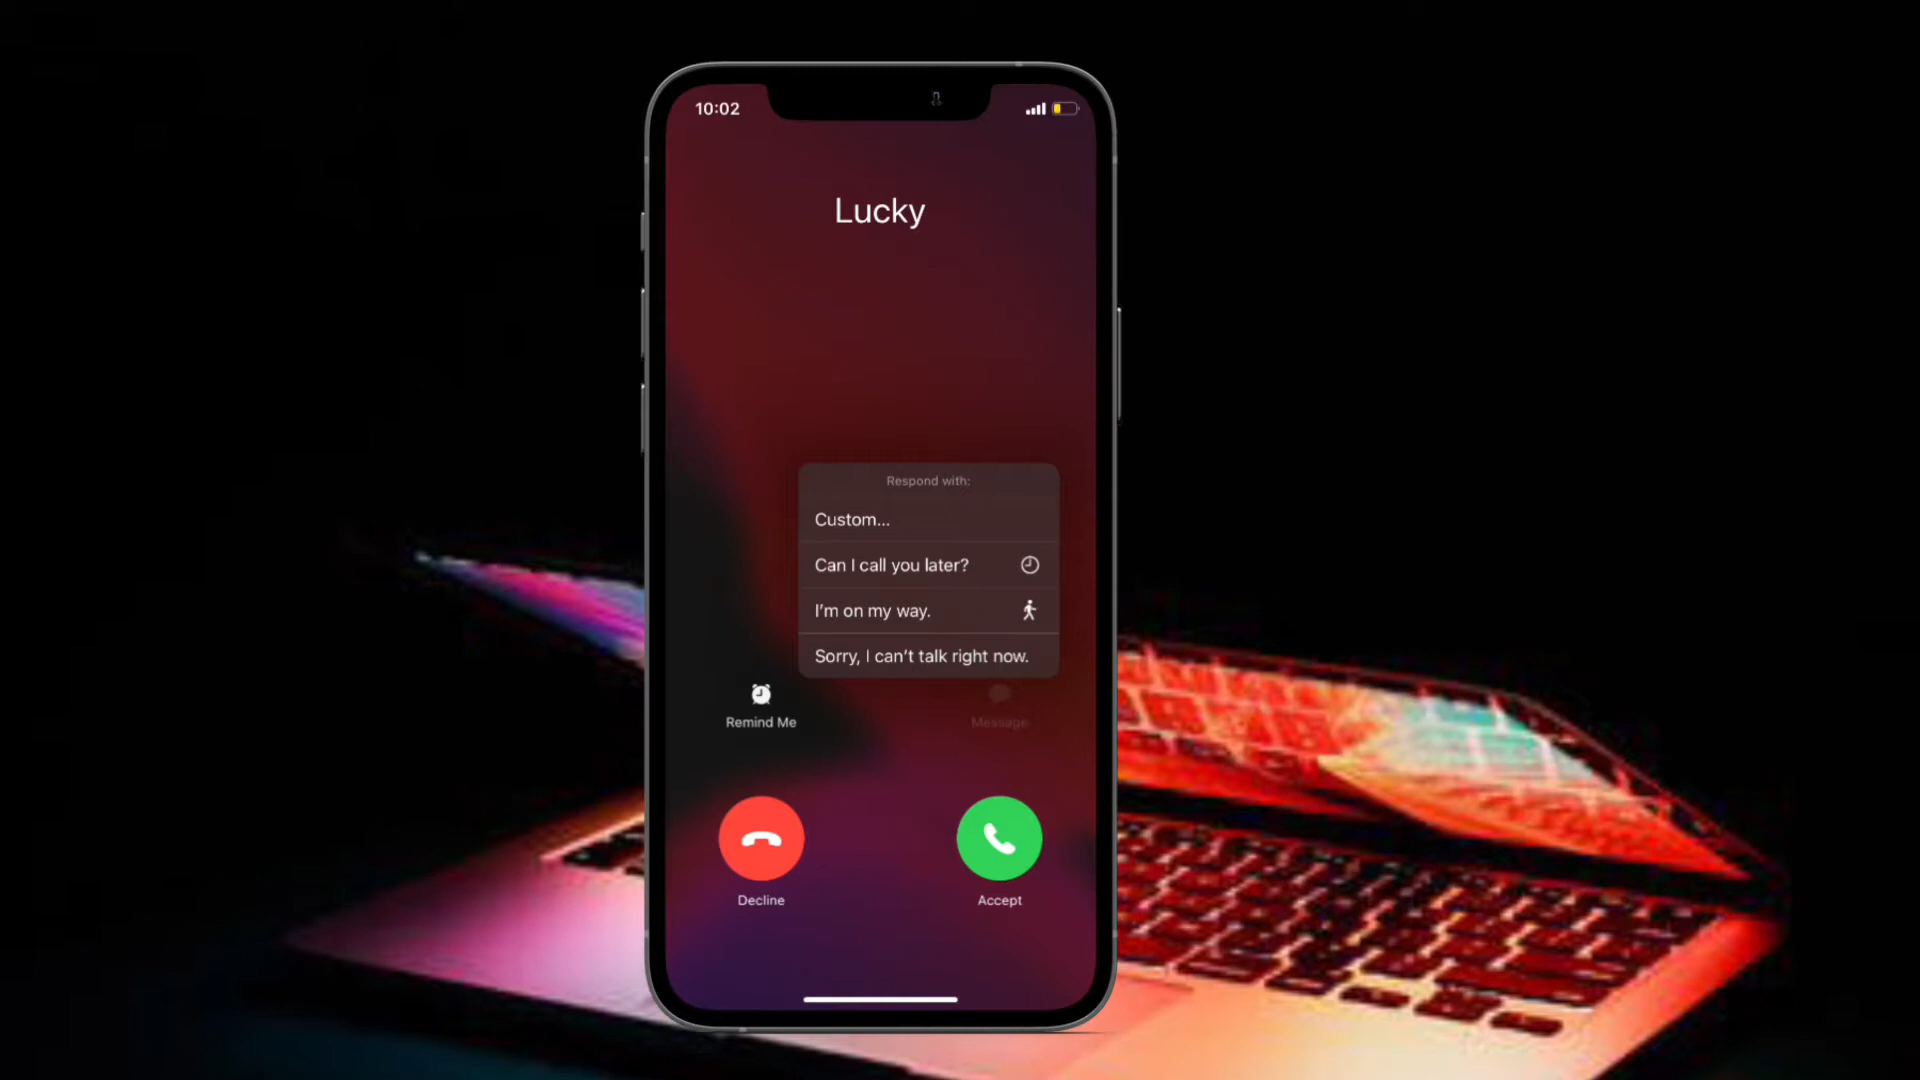 10:02
Lucky
Respond with:
Custom...
Can I call you later?
I'm on my way.
Sor, I can't talk right now.
Remind Me
Message
Decline
Accept